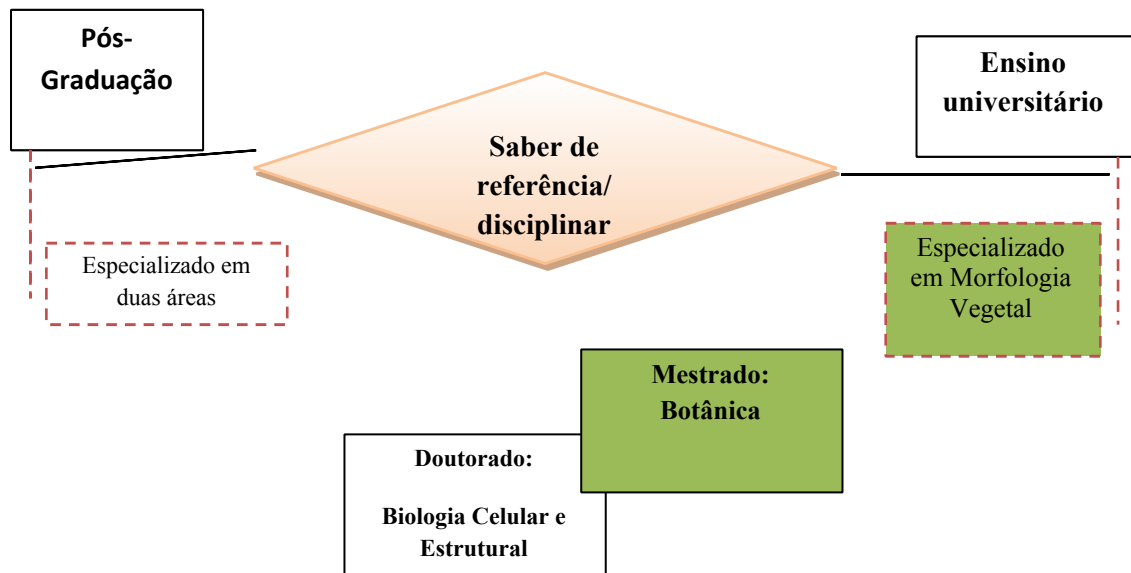 Pós-
Graduação
Ensino
universitário
Saber de
referência/
disciplinar
Especializado em
duas áreas
Especializado
em Morfologia
Vegetal
Mestrado:
Botânica
Doutorado:
Biologia Celular e
Estrutural